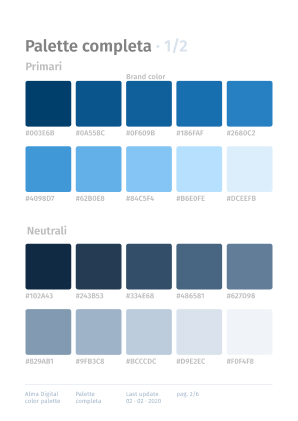 Palette completa · 1/2
Primari
Brand color
#003E6B #0A558C #0F609B #186FAF #2680C2
#4098D7 #62B0E8 #84C5F4 #B6E0FE #DCEEFB
Neutrali
#102A43 #243B53 #334E68 #486581 #627D98
#829AB1 #9FB3C8 #BCCCDC #D9E2EC #F0F4F8
Alma Digital Palette Last update pag. 2/6
color palette completa 02 · 02 · 2020